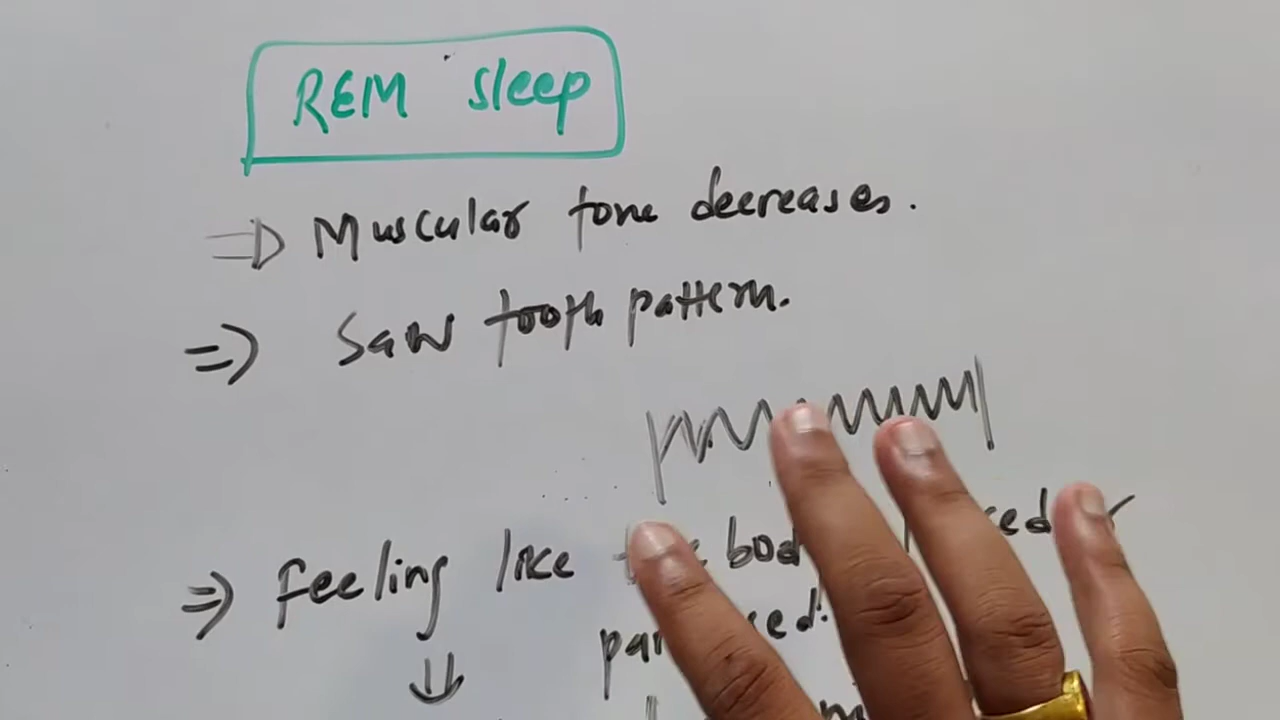 REM sleep
⇒ Muscular tone decreases.
⇒ Saw tooth pattern.
⇒ Feeling like
⇓